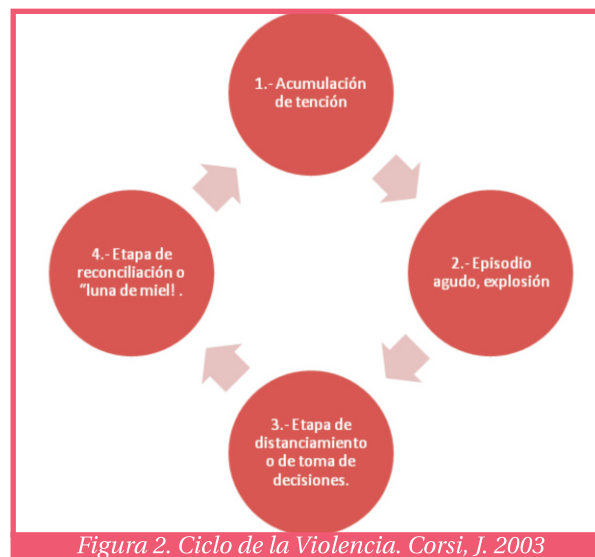 1.- Acumulación
de tención
2.- Episodio
agudo, explosión
3.- Etapa de
distanciamiento
o de toma de
decisiones.
4.- Etapa de
reconciliación o
"luna de miel! .
Figura 2. Ciclo de la Violencia. Corsi, J. 2003